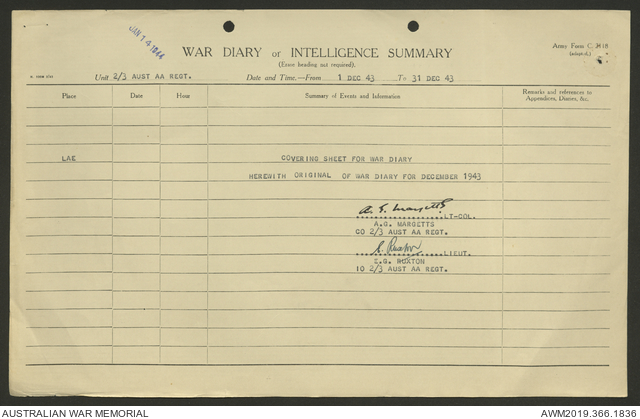 JAN 14 1944
WAR DIARY or INTELLIGENCE SUMMARY
(Erase heading not required).
Army Form C.
(adapted.)
Unit 2/3 AUST AA REGT.
Date and Time.—From 1 DEC 43 To 31 DEC 43
Place
Date
Hour
Summary of Events and Information
Remarks and references to
Appendices, Diaries, &c.
LAE
COVERING SHEET FOR WAR DIARY
HEREWITH ORIGINAL OF WAR DIARY FOR DECEMBER 1943
A. G. Margetts
LT-COL.
A.G. MARGETTS
CO 2/3 AUST AA REGT.
Ruxton
LIEUT.
E.G. RUXTON
IO 2/3 AUST AA REGT.
AUSTRALIAN WAR MEMORIAL
AWM2019.366.1836